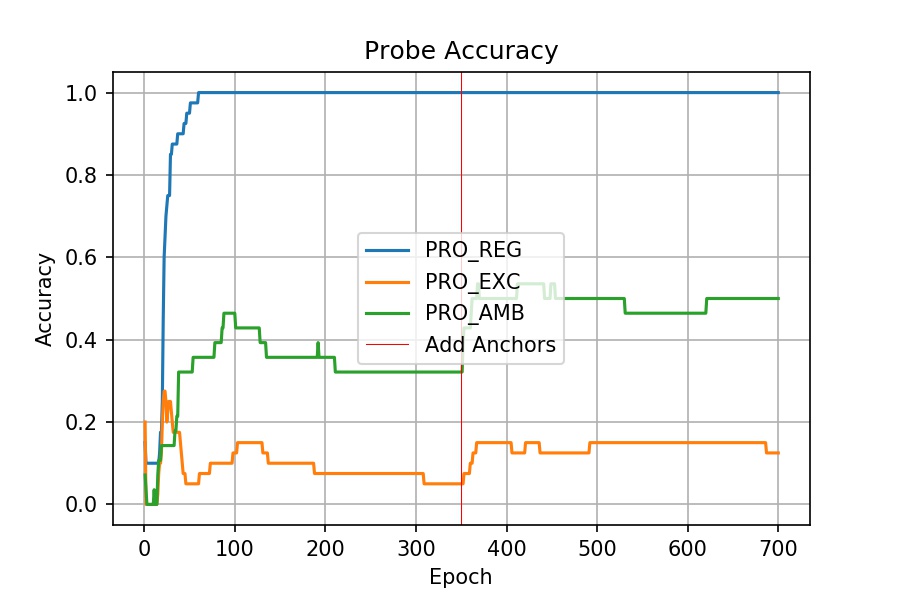 Probe Accuracy
Accuracy
1.0
0.8
0.6
0.4
0.2
0.0
PRO_REG
PRO_EXC
PRO_AMB
Add Anchors
0 100 200 300 400 500 600 700
Epoch